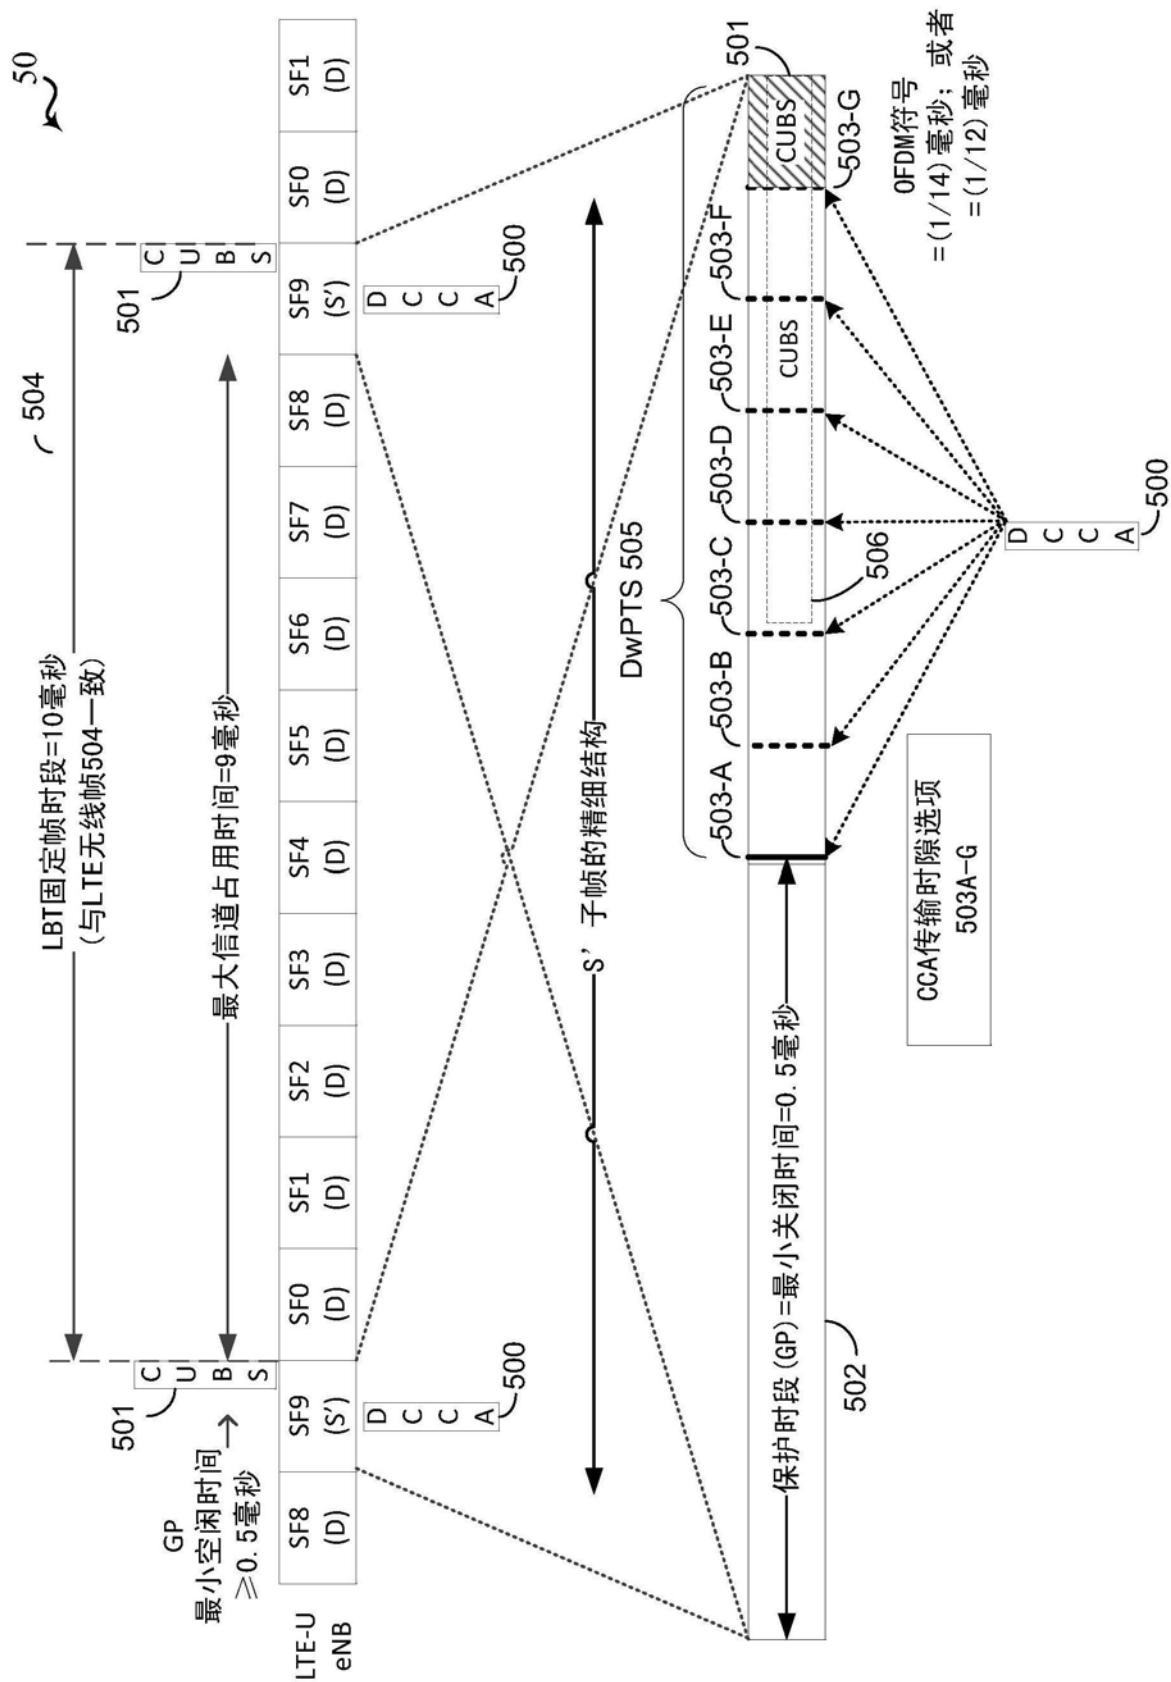 50
504
LBT固定帧时段=10毫秒
(与LTE无线帧504一致)
GP
最小空闲时间
≥0.5毫秒
501
CUBS
最大信道占用时间=9毫秒
501
CUBS
LTE-U
eNB
SF8
(D)
SF9
(S')
SF0
(D)
SF1
(D)
SF2
(D)
SF3
(D)
SF4
(D)
SF5
(D)
SF6
(D)
SF7
(D)
SF8
(D)
SF9
(S')
SF0
(D)
SF1
(D)
DCCA
500
DCCA
500
S' 子帧的精细结构
DwPTS 505
503-A
503-B
503-C
503-D
503-E
503-F
501
保护时段(GP)=最小关闭时间=0.5毫秒
CUBS
CUBS
502
506
503-G
CCA传输时隙选项
503A-G
DCCA
500
OFDM符号
=(1/14)毫秒; 或者
=(1/12)毫秒